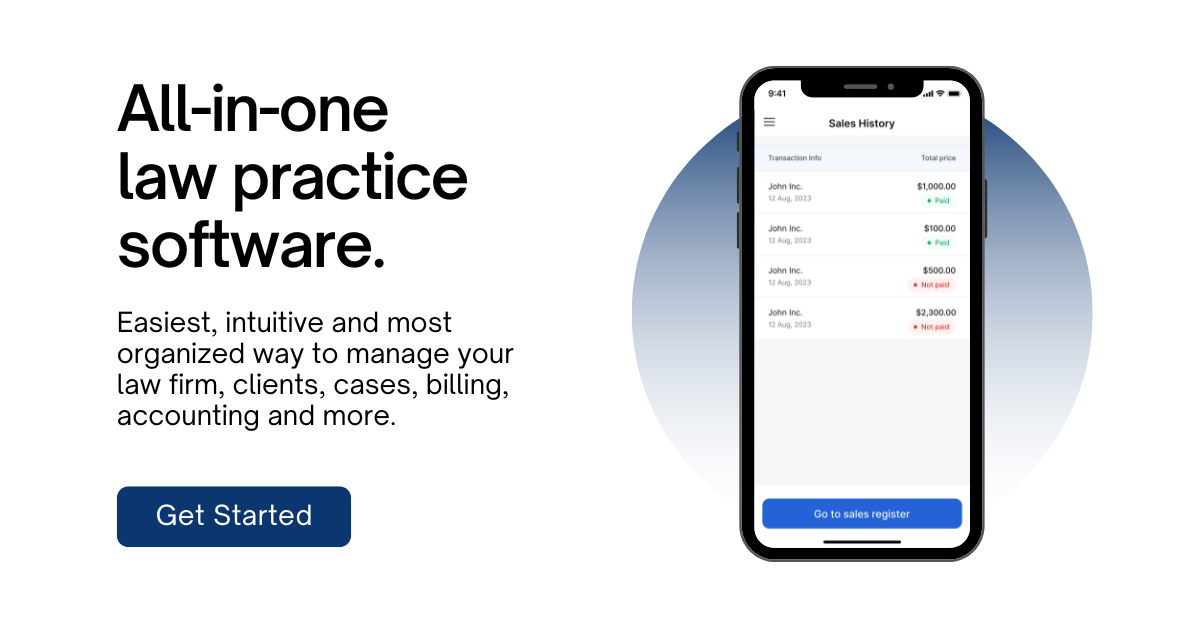 All-in-one
law practice
software.
Easiest, intuitive and most
organized way to manage your
law firm, clients, cases, billing,
accounting and more.
Get Started
9:41
Sales History
Transaction Info Total price
John Inc. $1,000.00
12 Aug, 2023 Paid
John Inc. $100.00
12 Aug, 2023 Paid
John Inc. $500.00
12 Aug, 2023 Not paid
John Inc. $2,300.00
12 Aug, 2023 Not paid
Go to sales register